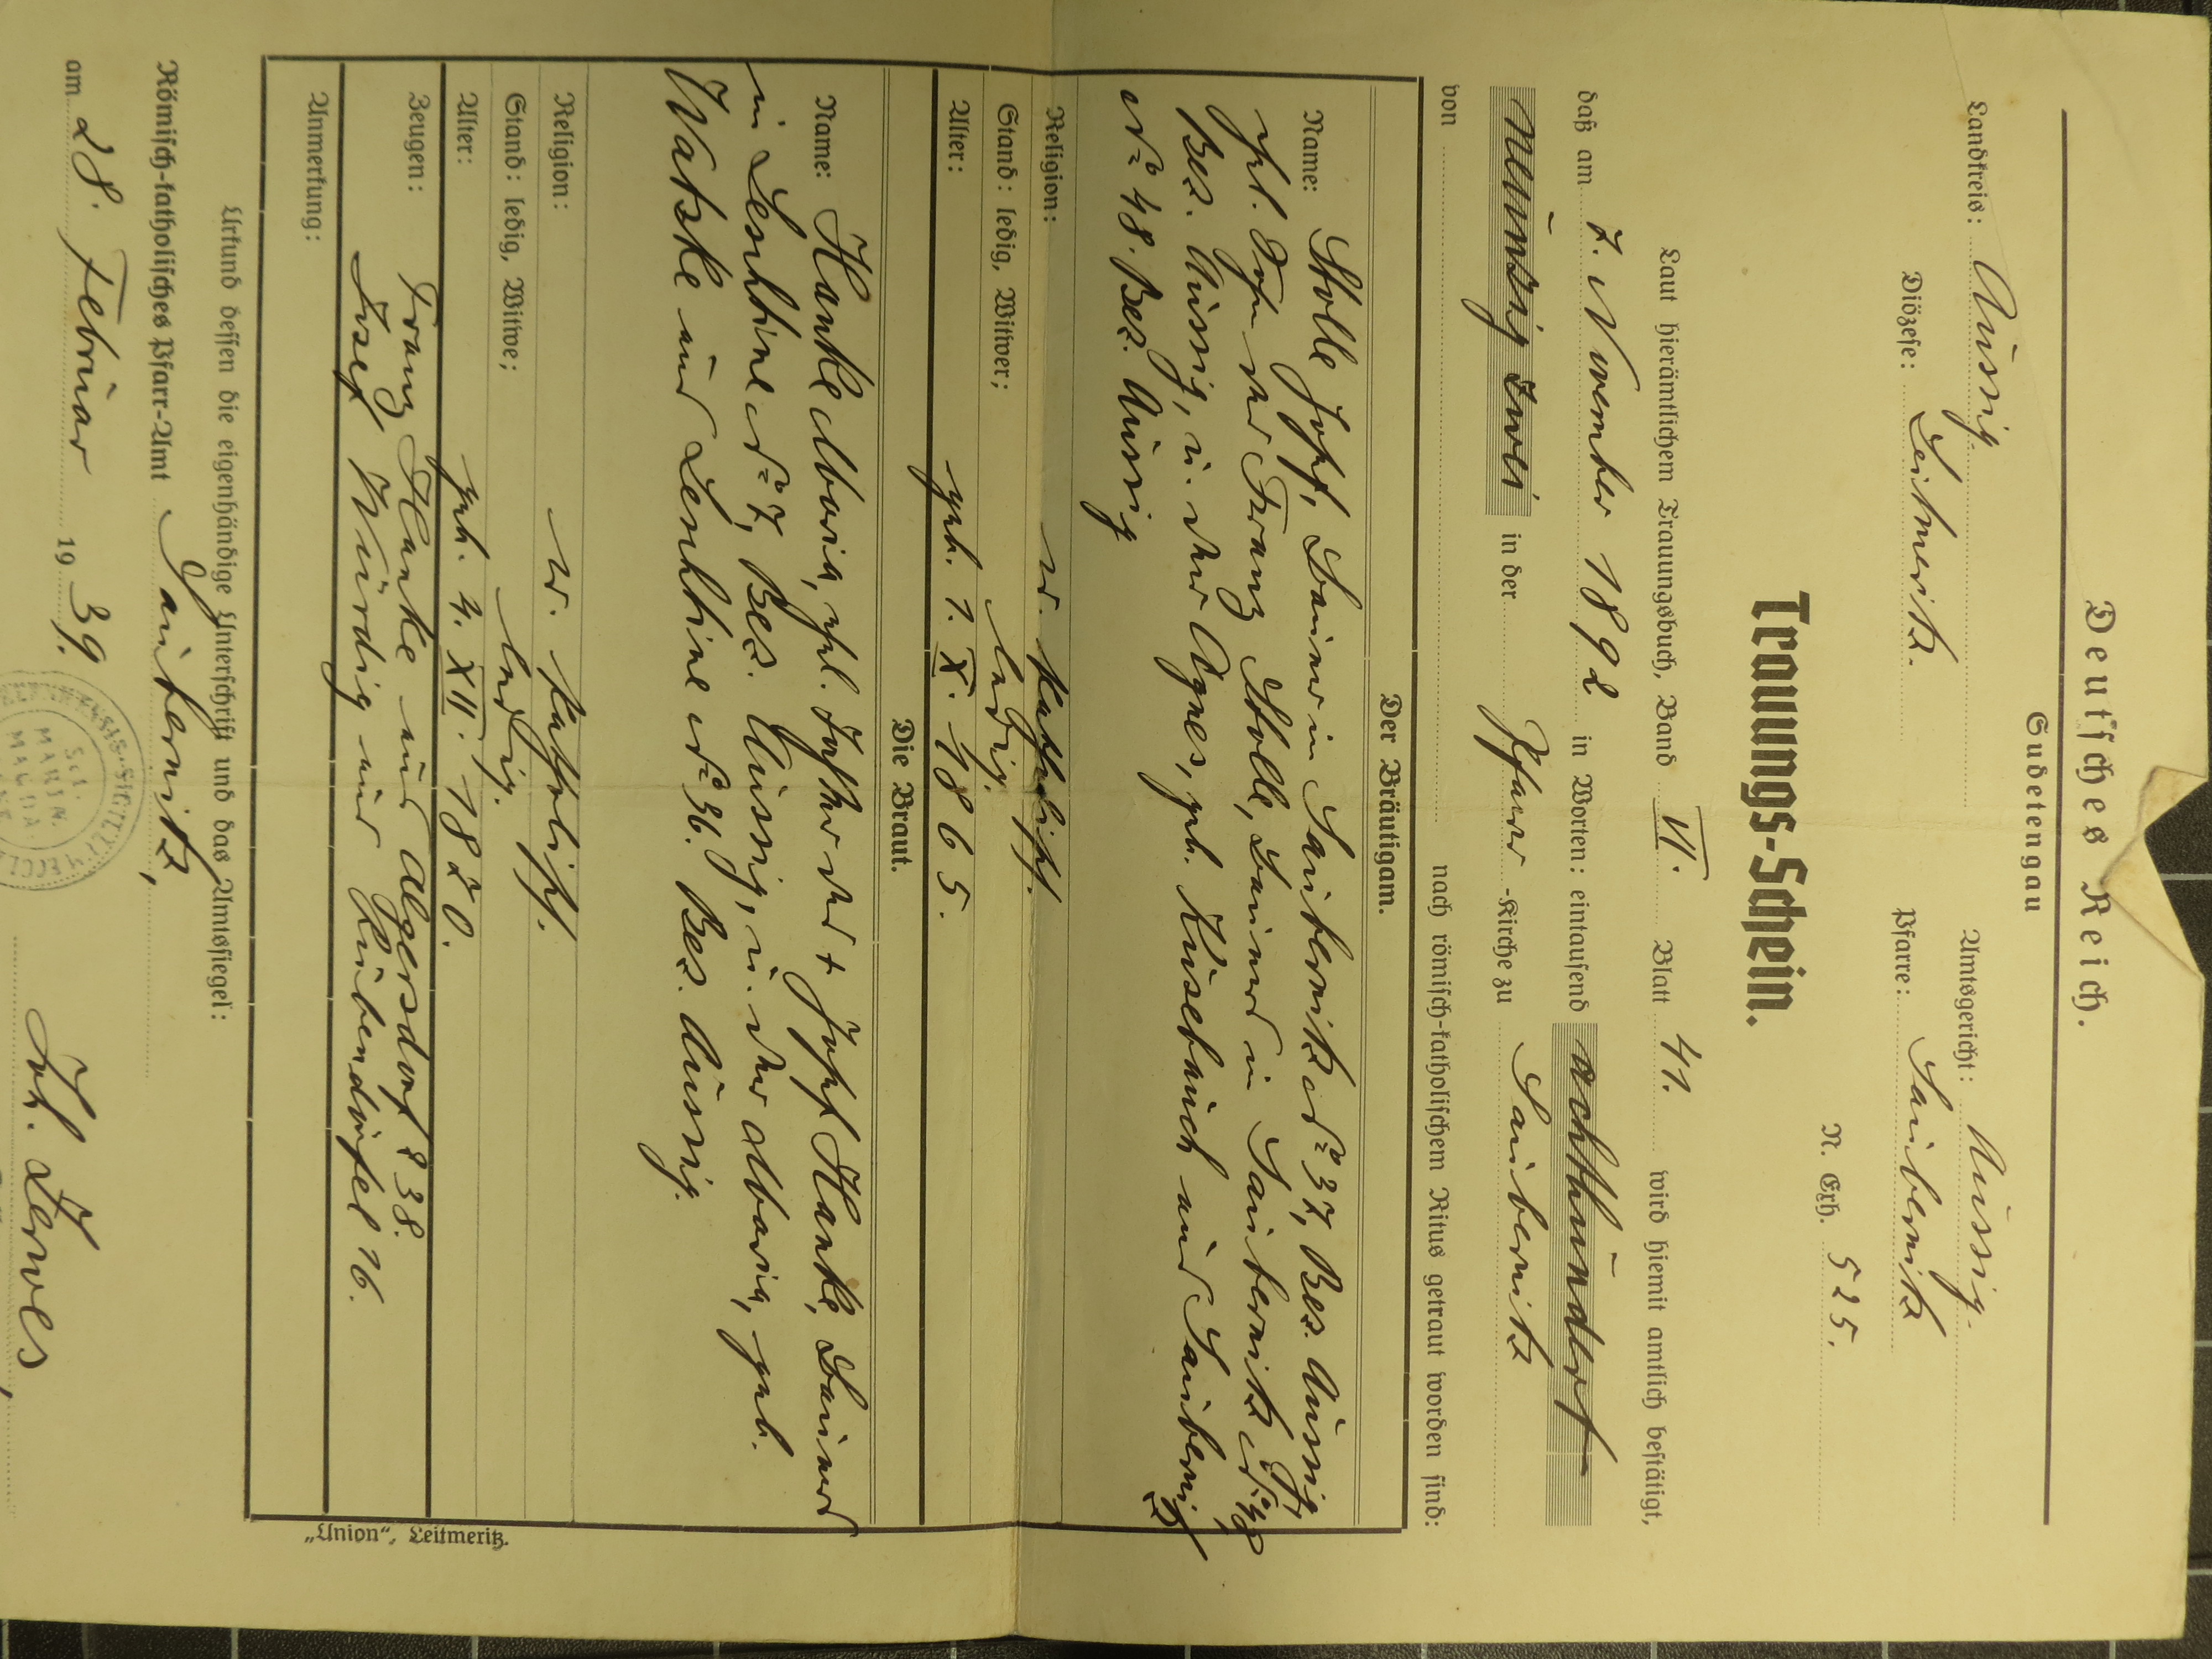 Deutsches Reich.
Sudetengau
Landkreis: Aussig. Amtsgericht: Aussig.
Diözese: Leitmeritz. Pfarre: Saubernitz
N. Exh. 525.
Trauungs-Schein.
Laut hierämtlichem Trauungsbuch, Band VI. Blatt 41. wird hiemit amtlich bestätigt,
daß am 7. November 1892 in Worten: eintausend achthundert
neunzig zwei in der Pfarr -Kirche zu Saubernitz
von nach römisch-katholischem Ritus getraut worden sind:
Der Bräutigam.
Name: Stolle Josef, Bauer in Saubernitz No 37, Bez. Aussig,
ehel. Sohn des Franz Stolle, Bauers in Saubernitz No 48,
Bez. Aussig, u. der Agnes, geb. Kusebauch aus Saubernitz
No 48. Bez. Aussig
Religion: r. katholisch.
Stand: ledig, Witwer; ledig.
Alter: geb. 1. X. 1865.
Die Braut.
Name: Hanke Maria, ehel. Tochter des + Josef Hanke, Bauers
in Leschtine No 7, Bez. Aussig, u. der Maria, geb.
Watzke aus Leschtine No 36. Bez. Aussig.
Religion: r. katholisch.
Stand: ledig, Witwe; ledig.
Alter: geb. 4. XII. 1870.
Zeugen: Franz Hanke aus Algersdorf 38.
Josef Würdig aus Rübendörfel 16.
Anmerkung:
„Union“, Leitmeritz.
Urkund dessen die eigenhändige Unterschrift und das Amtssiegel:
Römisch-katholisches Pfarr-Amt Saubernitz,
am 28. Februar 1939.
SIGILLUM ECCL
Sct.
MARIÆ
MAGDA
Joh. Zerwes,